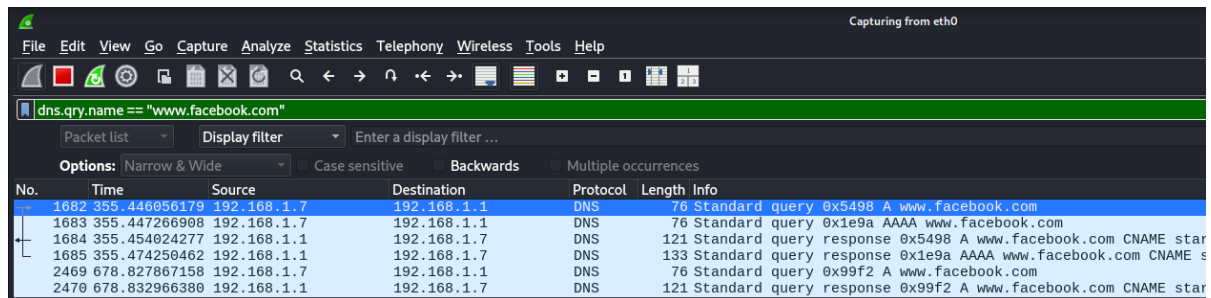 Capturing from eth0
File Edit View Go Capture Analyze Statistics Telephony Wireless Tools Help
dns.qry.name == "www.facebook.com"
Packet list Display filter Enter a display filter ...
Options: Narrow & Wide Case sensitive Backwards Multiple occurrences
No. Time Source Destination Protocol Length Info
1682 355.446056179 192.168.1.7 192.168.1.1 DNS 76 Standard query 0x5498 A www.facebook.com
1683 355.447266908 192.168.1.7 192.168.1.1 DNS 76 Standard query 0x1e9a AAAA www.facebook.com
1684 355.454024277 192.168.1.1 192.168.1.7 DNS 121 Standard query response 0x5498 A www.facebook.com CNAME star
1685 355.474250462 192.168.1.1 192.168.1.7 DNS 133 Standard query response 0x1e9a AAAA www.facebook.com CNAME s
2469 678.827867158 192.168.1.7 192.168.1.1 DNS 76 Standard query 0x99f2 A www.facebook.com
2470 678.832966380 192.168.1.1 192.168.1.7 DNS 121 Standard query response 0x99f2 A www.facebook.com CNAME star